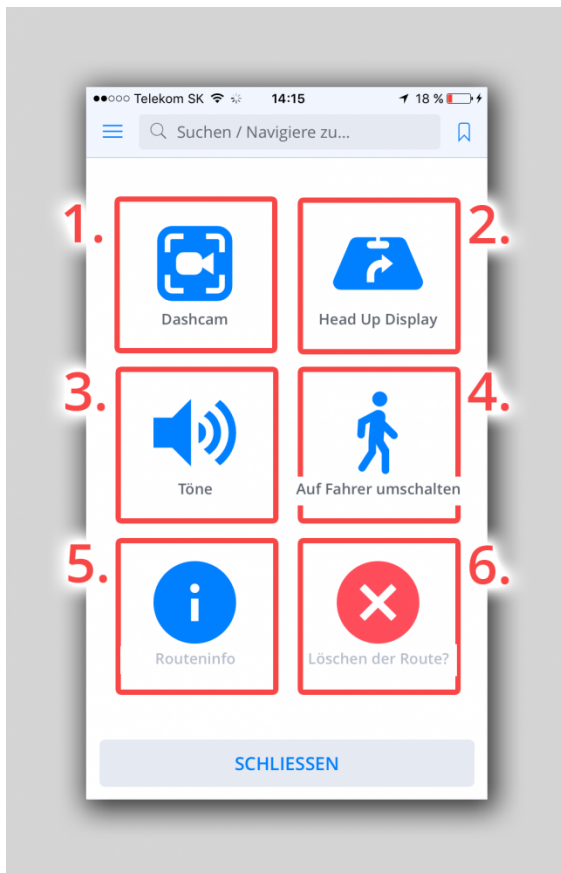 Telekom SK 14:15 18 %
Suchen / Navigiere zu...
1. 2.
Dashcam Head Up Display
3. 4.
Töne Auf Fahrer umschalten
5. 6.
Routeninfo Löschen der Route?
SCHLIESSEN